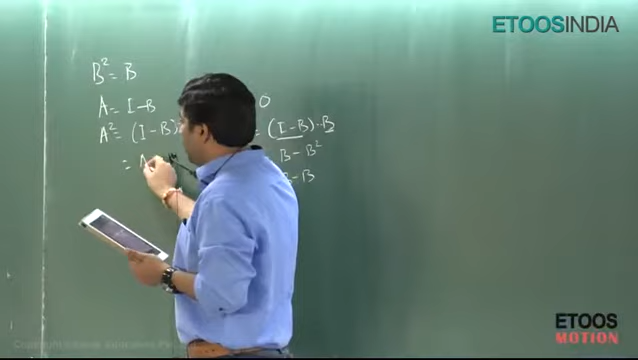 ETOOSINDIA
B² = B
A = I - B
0
A² = (I - B)
= (I - B) · B
=
B - B²
B - B
ETOOS
MOTION